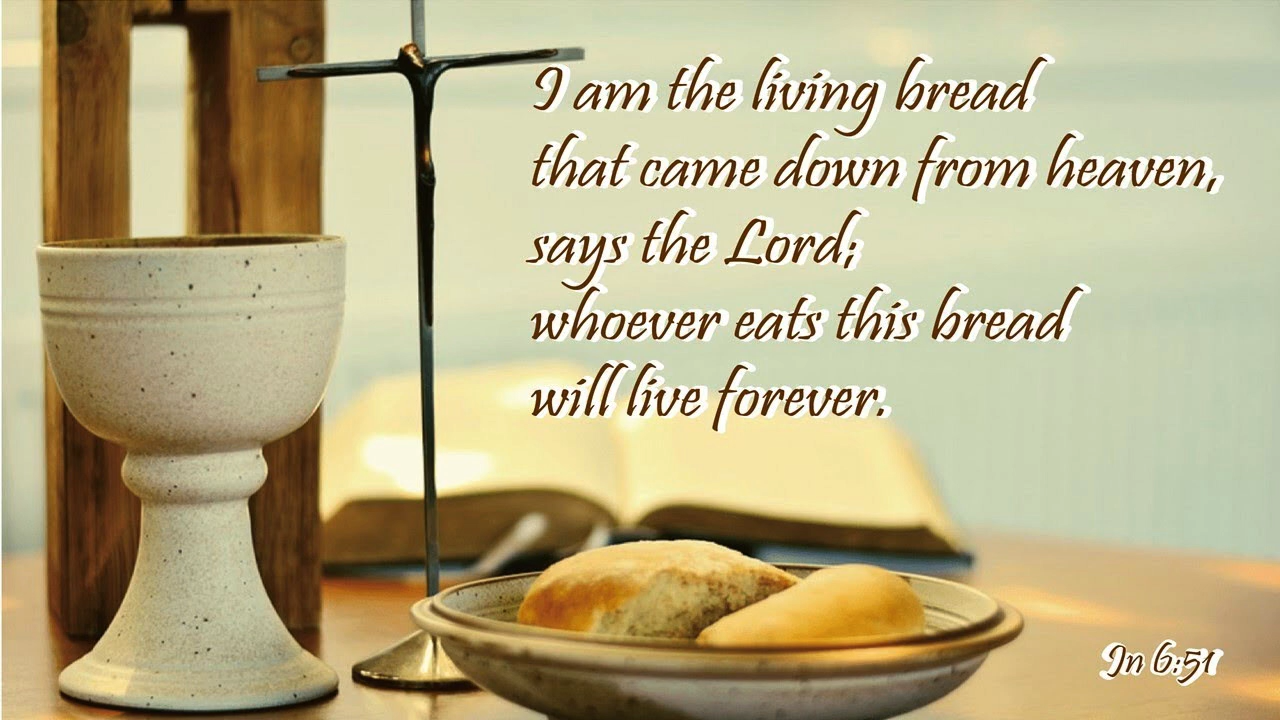 I am the living bread
that came down from heaven,
says the Lord;
whoever eats this bread
will live forever.
Jn 6:51